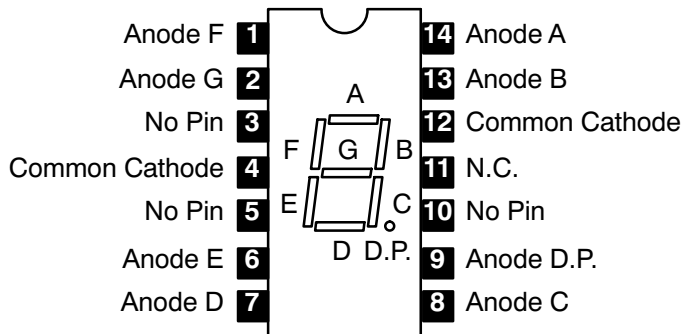 Anode F 1 14 Anode A
Anode G 2 13 Anode B
A
No Pin 3 12 Common Cathode
F G B
Common Cathode 4 11 N.C.
No Pin 5 E C 10 No Pin
D D.P.
Anode E 6 9 Anode D.P.
Anode D 7 8 Anode C